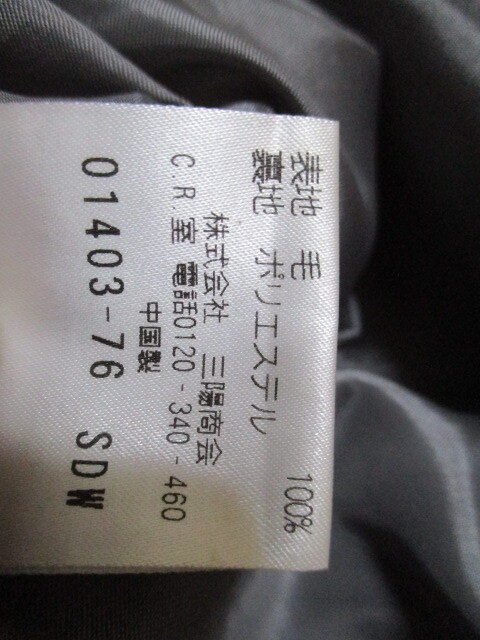 表地 毛 100%
裏地 ポリエステル
株式会社 三陽商会
C.R室 電話0120-340-460
中国製
01403-76 SDW